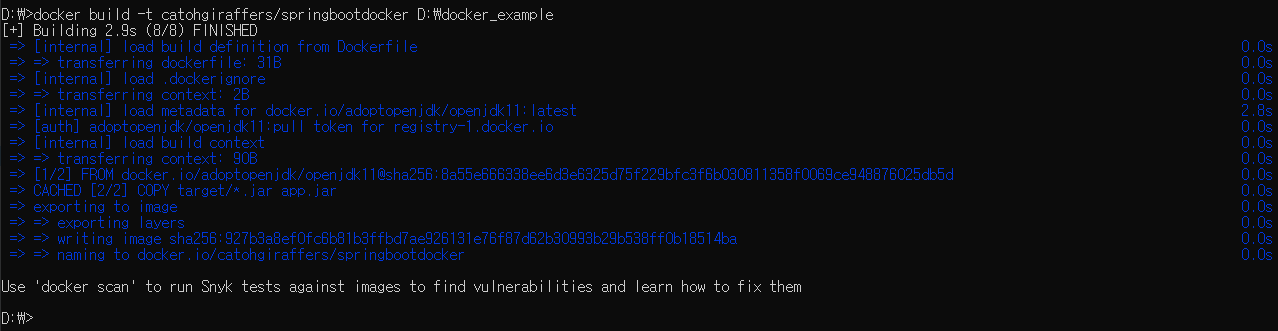 D:₩>docker build -t catohgiraffers/springbootdocker D:₩docker_example
[+] Building 2.9s (8/8) FINISHED
=> [internal] load build definition from Dockerfile 0.0s
=> => transferring dockerfile: 31B 0.0s
=> [internal] load .dockerignore 0.0s
=> => transferring context: 2B 0.0s
=> [internal] load metadata for docker.io/adoptopenjdk/openjdk11:latest 2.8s
=> [auth] adoptopenjdk/openjdk11:pull token for registry-1.docker.io 0.0s
=> [internal] load build context 0.0s
=> => transferring context: 90B 0.0s
=> [1/2] FROM docker.io/adoptopenjdk/openjdk11@sha256:8a55e666338ee6d3e6325d75f229bfc3f6b030811358f0069ce948876025db5d 0.0s
=> CACHED [2/2] COPY target/*.jar app.jar 0.0s
=> exporting to image 0.0s
=> => exporting layers 0.0s
=> => writing image sha256:927b3a8ef0fc6b81b3ffbd7ae926131e76f87d62b30993b29b538ff0b18514ba 0.0s
=> => naming to docker.io/catohgiraffers/springbootdocker 0.0s
Use 'docker scan' to run Snyk tests against images to find vulnerabilities and learn how to fix them
D:₩>